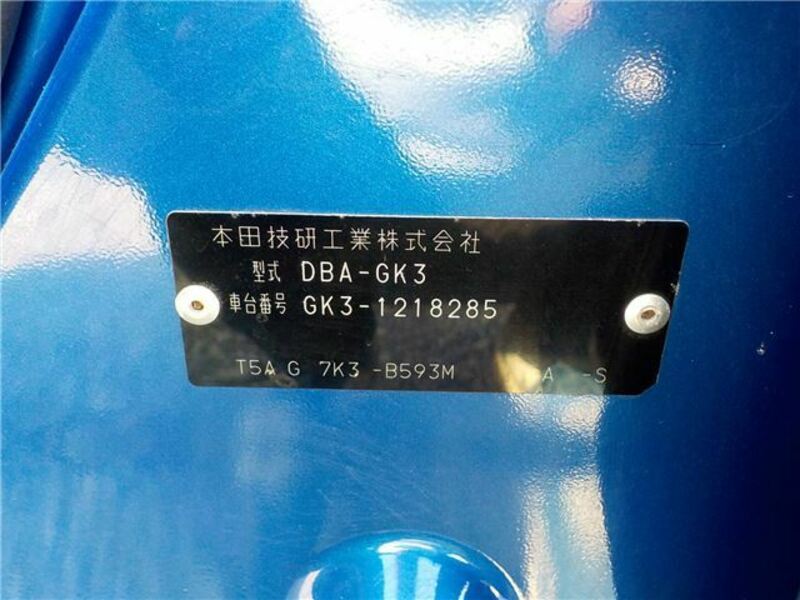 本田技研工業株式会社
型式 DBA-GK3
車台番号 GK3-1218285
T5A G 7K3 -B593M A -S